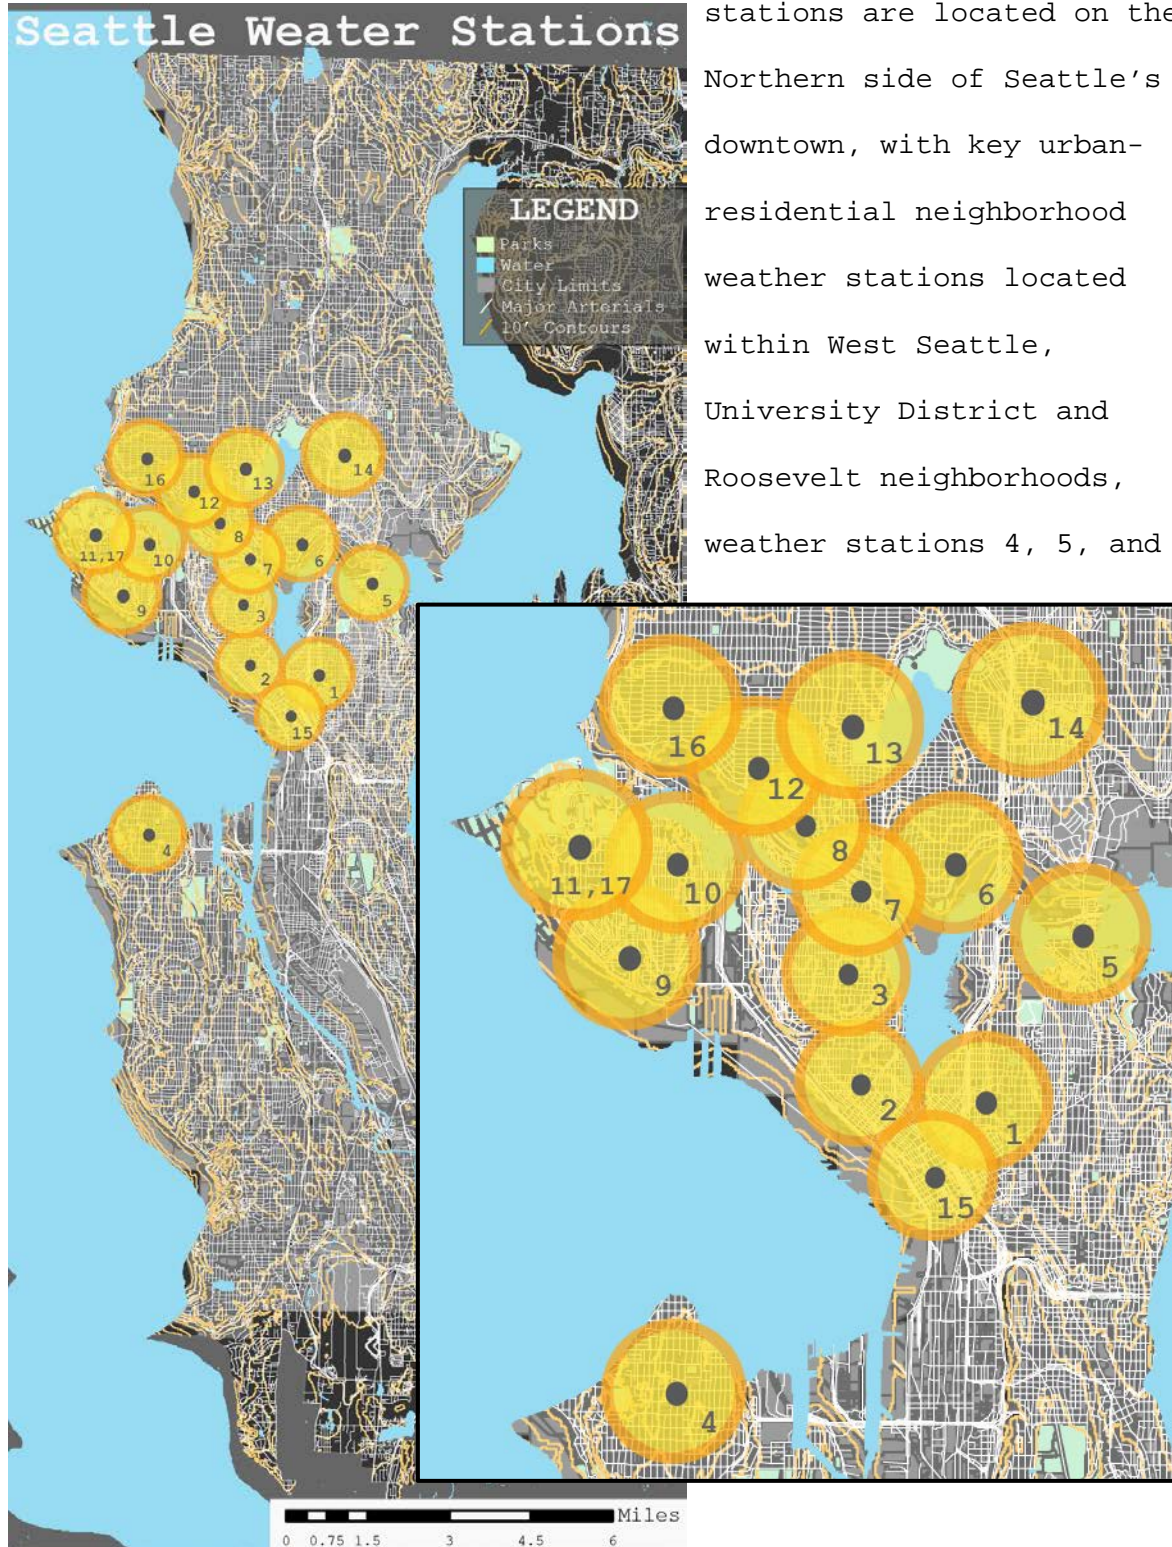 Seattle Weater Stations
stations are located on the
Northern side of Seattle's
downtown, with key urban-
residential neighborhood
weather stations located
within West Seattle,
University District and
Roosevelt neighborhoods,
weather stations 4, 5, and
LEGEND
Parks
Water
City Limits
Major Arterials
10' Contours
16
13
14
12
8
11,17
10
7
6
5
9
3
2
1
15
4
16
13
14
12
8
11,17
10
7
6
5
9
3
2
1
15
4
Miles
0 0.75 1.5 3 4.5 6